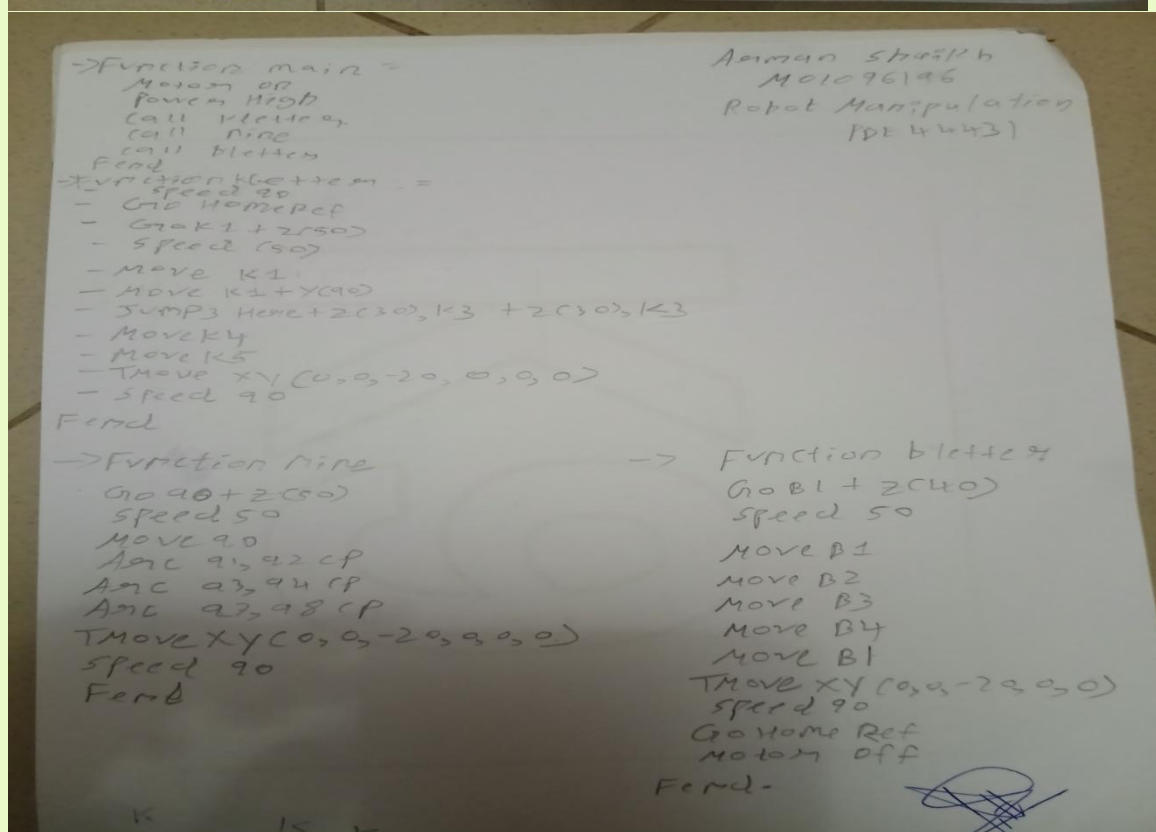 ->Function main =
Motor on
Power High
call kletter
call nine
call bletter
Fend
Arman Shaikh
M01096196
Robot Manipulation
PDE 4443)
->Function kletter =
- Speed 90
- Go HomeRef
- Go K1 + Z(50)
- Speed (50)
- Move K1
- Move K1 + Y(90)
- Jump3 Here + Z(30), K3 + Z(30), K3
- Move K4
- Move K5
- TMove XY (0, 0, -20, 0, 0, 0)
- Speed 90
Fend
->Function nine
Go a0 + Z(50)
Speed 50
Move a0
Arc a1, a2 CP
Arc a3, a4 CP
Arc a7, a8 CP
TMove XY (0, 0, -20, 0, 0, 0)
Speed 90
Fend
-> Function bletter
Go B1 + Z(40)
Speed 50
Move B1
Move B2
Move B3
Move B4
Move B1
TMove XY (0, 0, -20, 0, 0)
Speed 90
Go Home Ref
Motor Off
Fend-
K K